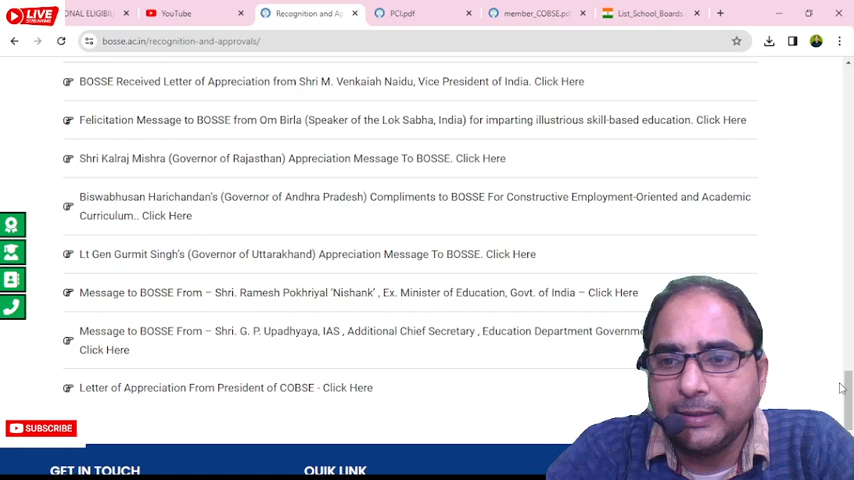 LIVE
STREAMING
ONAL ELIGIBILI
YouTube
Recognition and Ap
PCI.pdf
member_COBSE.pdf
List_School_Boards
bosse.ac.in/recognition-and-approvals/
BOSSE Received Letter of Appreciation from Shri M. Venkaiah Naidu, Vice President of India. Click Here
Felicitation Message to BOSSE from Om Birla (Speaker of the Lok Sabha, India) for imparting illustrious skill-based education. Click Here
Shri Kalraj Mishra (Governor of Rajasthan) Appreciation Message To BOSSE. Click Here
Biswabhusan Harichandan's (Governor of Andhra Pradesh) Compliments to BOSSE For Constructive Employment-Oriented and Academic
Curriculum.. Click Here
Lt Gen Gurmit Singh's (Governor of Uttarakhand) Appreciation Message To BOSSE. Click Here
Message to BOSSE From – Shri. Ramesh Pokhriyal 'Nishank' , Ex. Minister of Education, Govt. of India – Click Here
Message to BOSSE From – Shri. G. P. Upadhyaya, IAS , Additional Chief Secretary , Education Department Governme
Click Here
Letter of Appreciation From President of COBSE - Click Here
SUBSCRIBE
GET IN TOUCH
QUIK LINK